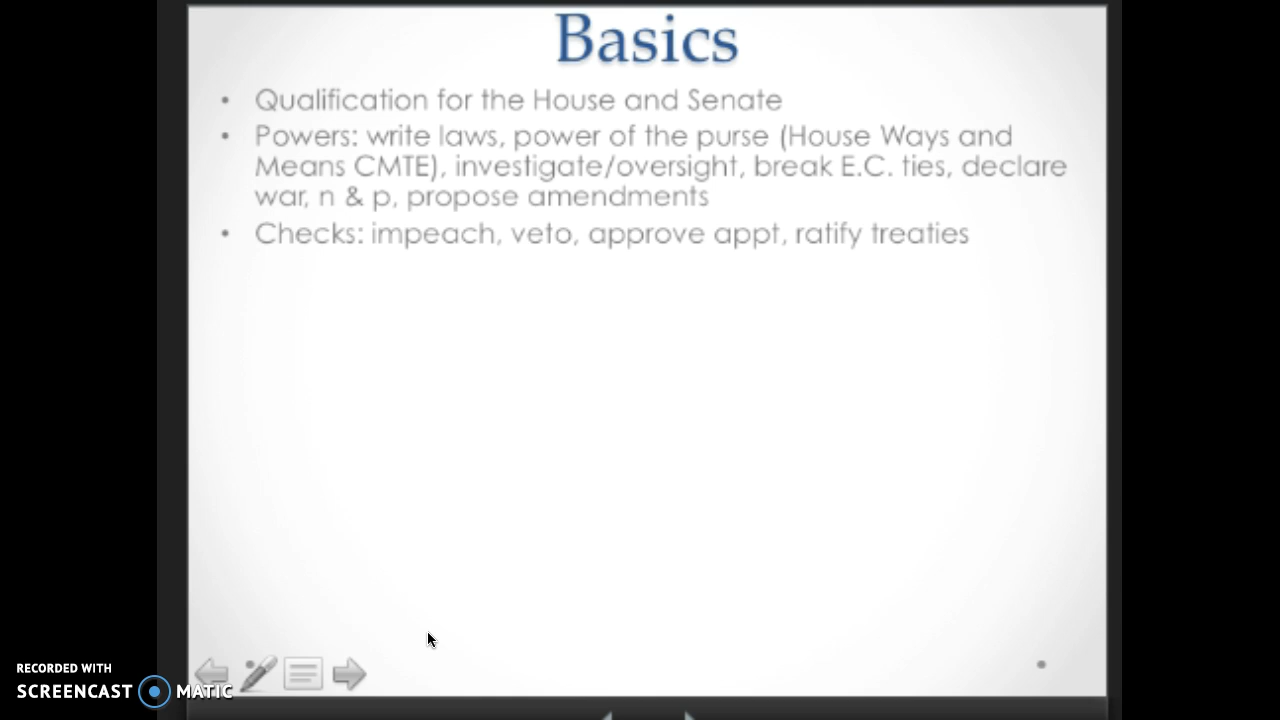 Basics
• Qualification for the House and Senate
• Powers: write laws, power of the purse (House Ways and
Means CMTE), investigate/oversight, break E.C. ties, declare
war, n & p, propose amendments
• Checks: impeach, veto, approve appt, ratify treaties
RECORDED WITH
SCREENCAST MATIC